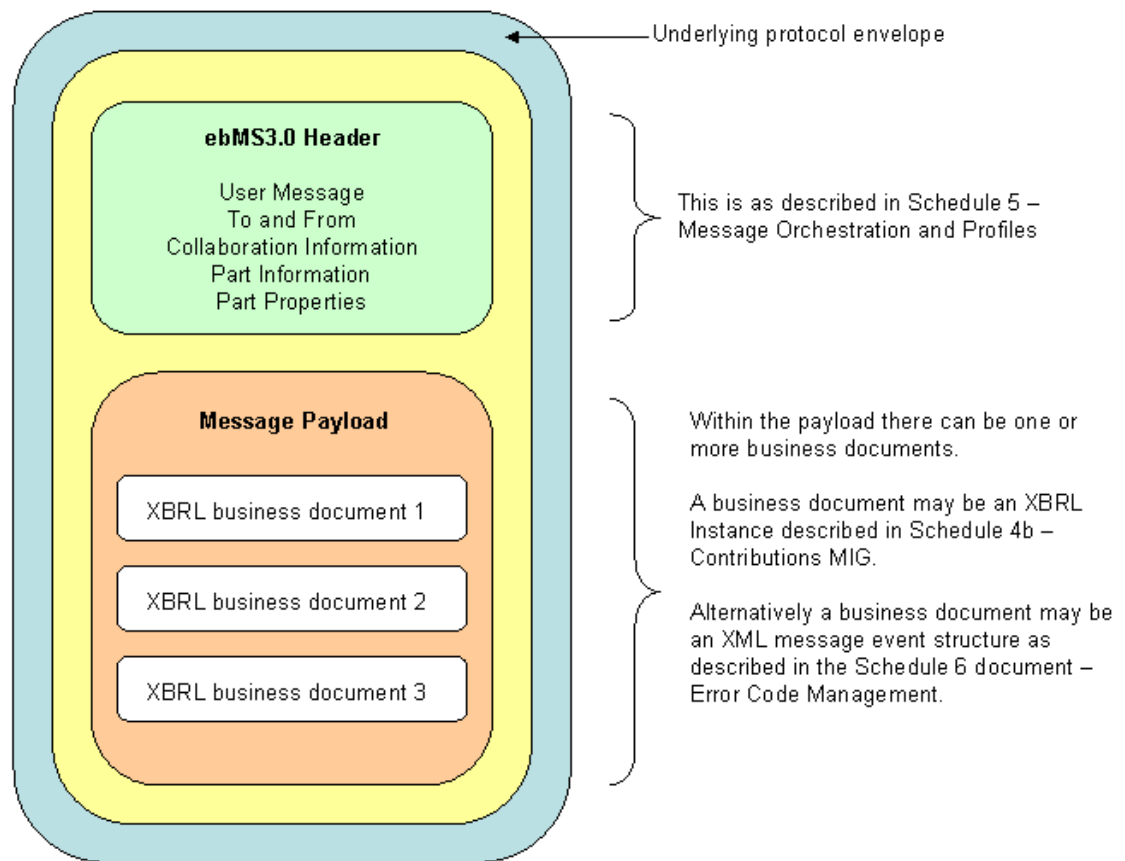 Underlying protocol envelope
ebMS3.0 Header
User Message
To and From
Collaboration Information
Part Information
Part Properties
This is as described in Schedule 5 –
Message Orchestration and Profiles
Message Payload
XBRL business document 1
XBRL business document 2
XBRL business document 3
Within the payload there can be one or
more business documents.
A business document may be an XBRL
Instance described in Schedule 4b –
Contributions MIG.
Alternatively a business document may be
an XML message event structure as
described in the Schedule 6 document –
Error Code Management.